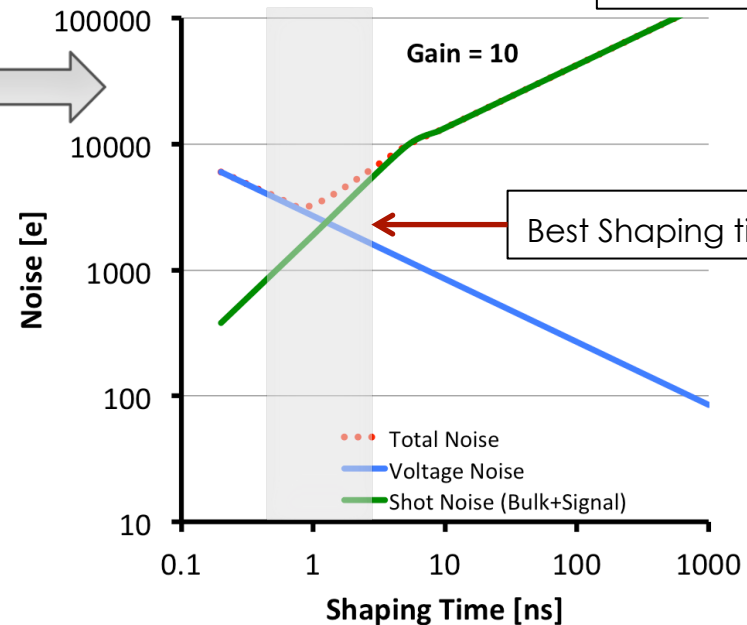 100000
Gain = 10
10000
Noise [e]
Best Shaping
1000
100
Total Noise
Voltage Noise
Shot Noise (Bulk+Signal)
10
0.1 1 10 100 1000
Shaping Time [ns]